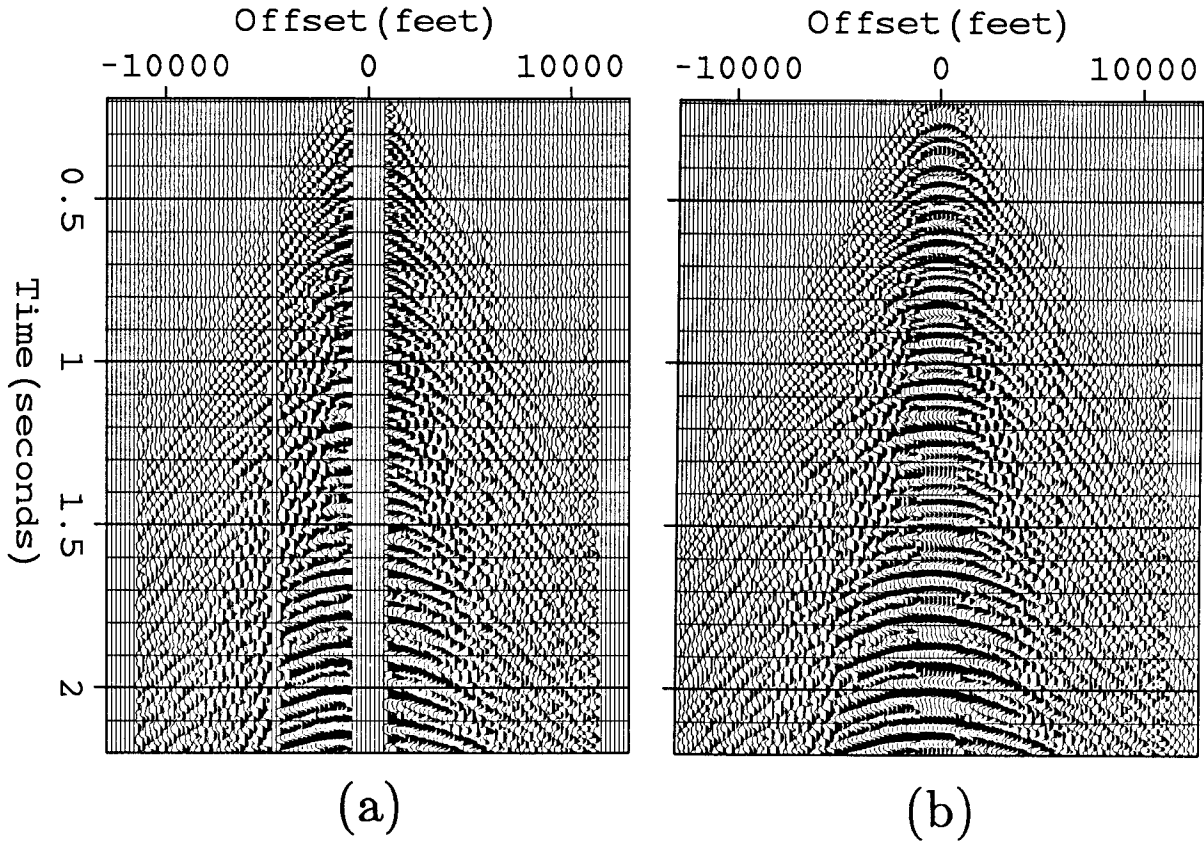 Offset (feet)
-10000 0 10000
Time (seconds)
0.5
1
1.5
2
(a)
Offset (feet)
-10000 0 10000
(b)